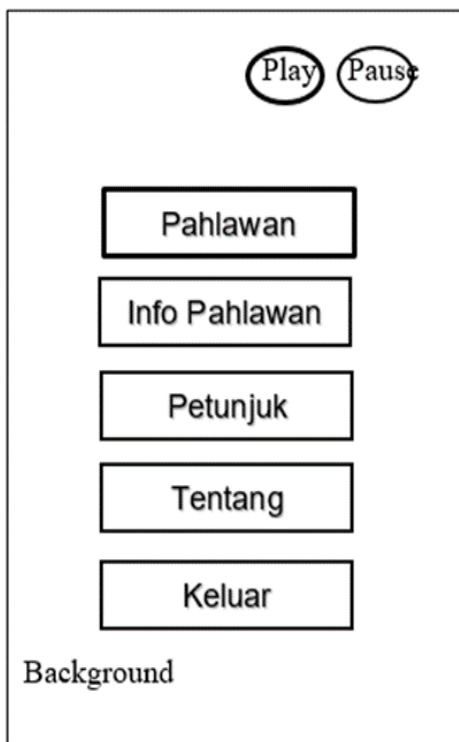 Play Pause
Pahlawan
Info Pahlawan
Petunjuk
Tentang
Keluar
Background